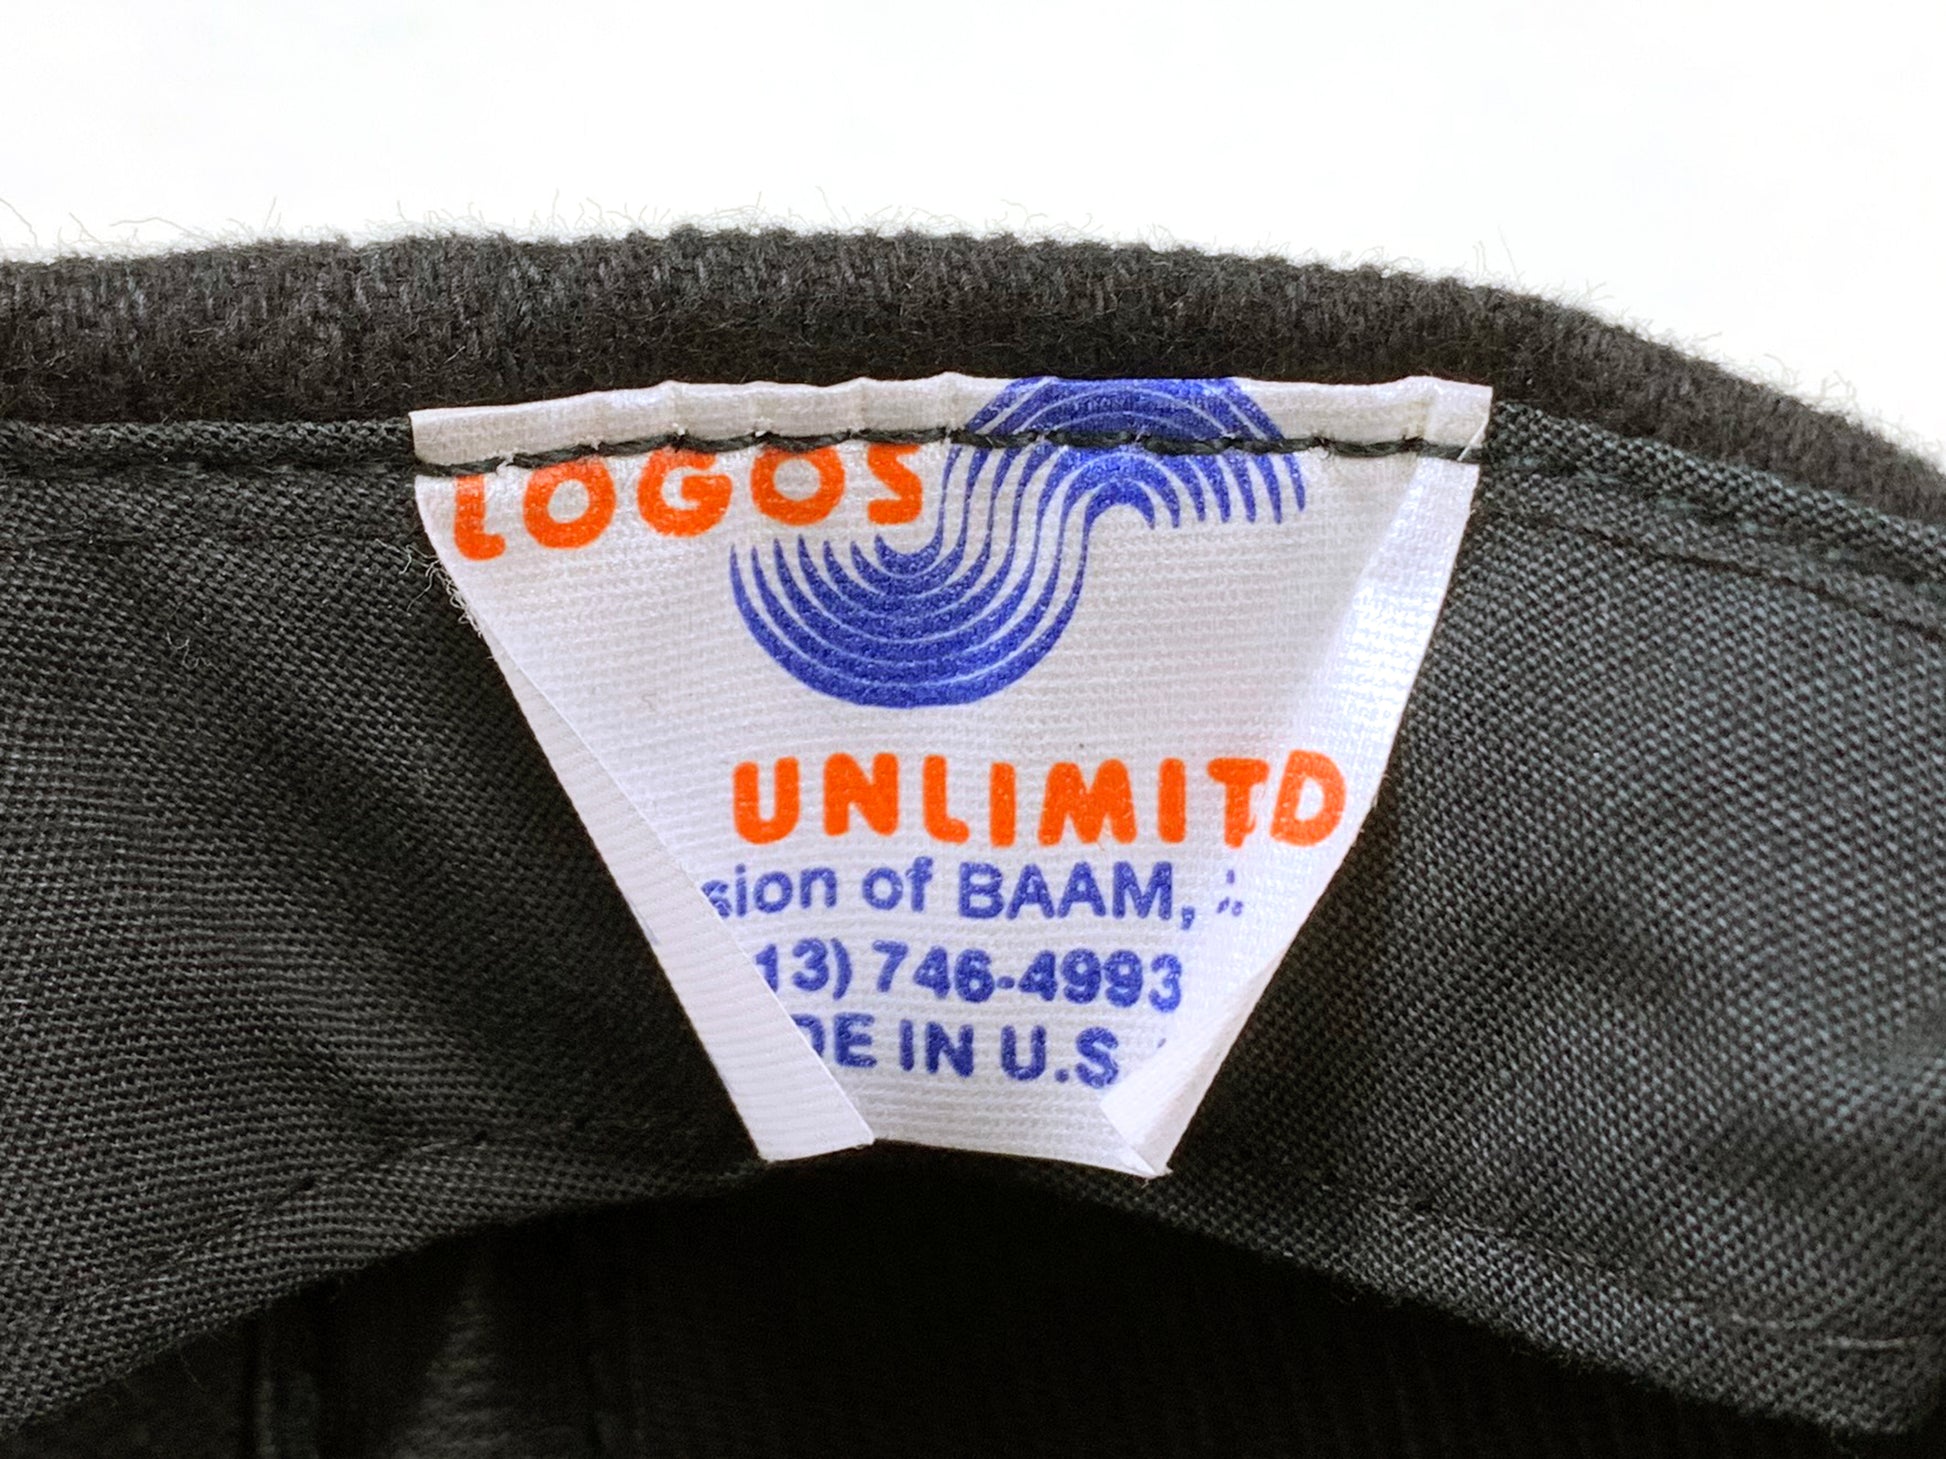 LOGOS
UNLIMITD
sion of BAAM,
13) 746-4993
DE IN U.S